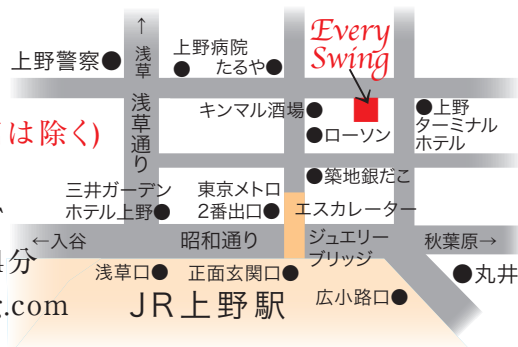 ↑
浅草
上野警察●
上野病院
●
たるや●
Every
Swing
浅草通り
キンマル酒場●
●ローソン
●上野
ターミナル
ホテル
は除く)
●築地銀だこ
三井ガーデン
ホテル上野●
東京メトロ
2番出口●
エスカレーター
←入谷
昭和通り
ジュエリー
ブリッジ
秋葉原→
分
浅草口●
正面玄関口●
●丸井
.com
JR上野駅
広小路口●